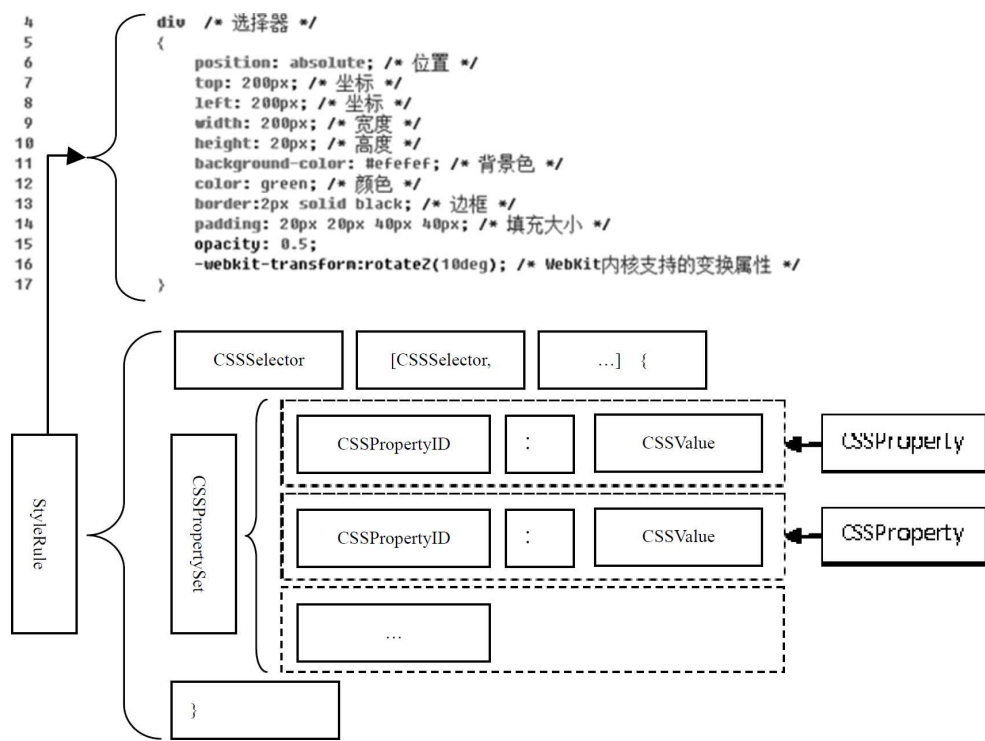 4 div /* 选择器 */
5 {
6 position: absolute; /* 位置 */
7 top: 200px; /* 坐标 */
8 left: 200px; /* 坐标 */
9 width: 200px; /* 宽度 */
10 height: 20px; /* 高度 */
11 background-color: #efefef; /* 背景色 */
12 color: green; /* 颜色 */
13 border:2px solid black; /* 边框 */
14 padding: 20px 20px 40px 40px; /* 填充大小 */
15 opacity: 0.5;
16 -webkit-transform:rotateZ(10deg); /* WebKit内核支持的变换属性 */
17 }
CSSSelector [CSSSelector, …] {
StyleRule
CSSPropertySet
CSSPropertyID : CSSValue CSSProperty
CSSPropertyID : CSSValue CSSProperty
…
}